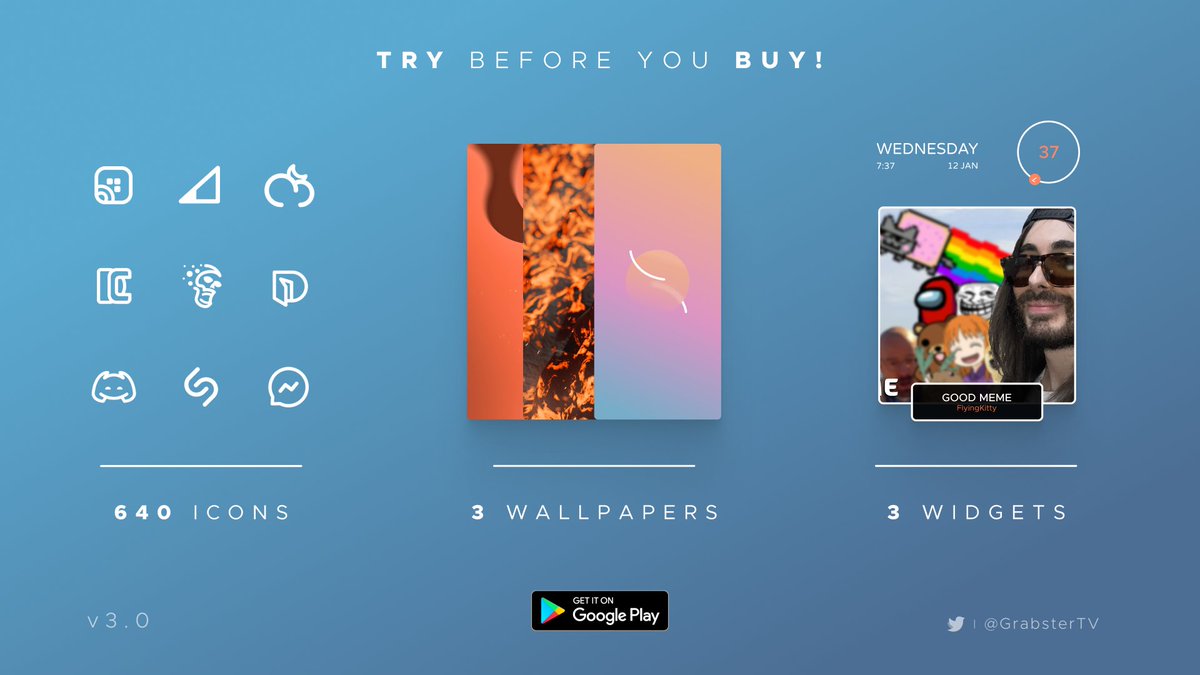 TRY BEFORE YOU BUY!
WEDNESDAY
7:37 12 JAN
37
E
GOOD MEME
FlyingKitty
640 ICONS
3 WALLPAPERS
3 WIDGETS
v3.0
GET IT ON
Google Play
| @GrabsterTV